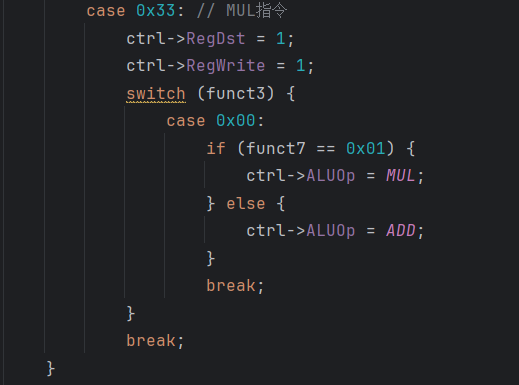 case 0x33: // MUL指令
ctrl->RegDst = 1;
ctrl->RegWrite = 1;
switch (funct3) {
case 0x00:
if (funct7 == 0x01) {
ctrl->ALUOp = MUL;
} else {
ctrl->ALUOp = ADD;
}
break;
}
break;
}